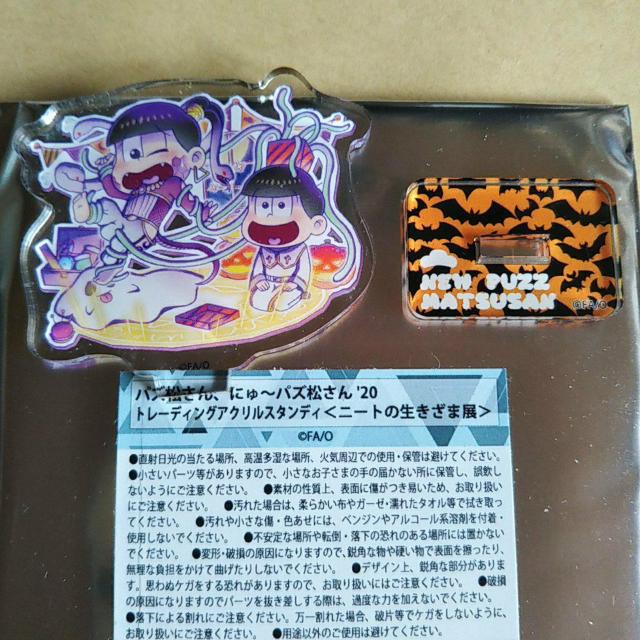 NEW PUZZ
MATSUSAN
©FA/O
©FA/O
パズ松さん、にゅ〜パズ松さん '20
トレーディングアクリルスタンディ<ニートの生きざま展>
©FA/O
●直射日光の当たる場所、高温多湿な場所、火気周辺での使用・保管は避けてください。
●小さいパーツ等がありますので、小さなお子さまの手の届かない所に保管し、誤飲し
ないようにご注意ください。 ●素材の性質上、表面に傷がつき易いため、お取り扱い
にご注意ください。 ●汚れた場合は、柔らかい布やガーゼ・濡れたタオル等で拭き取っ
てください。 ●汚れや小さな傷・色あせには、ベンジンやアルコール系溶剤を付着・
使用しないでください。 ●不安定な場所や転倒・落下の恐れのある場所には置かない
でください。 ●変形・破損の原因になりますので、鋭角な物や硬い物で表面を擦ったり、
無理な負担をかけて曲げたりしないでください。 ●デザイン上、鋭角な部分がありま
す。思わぬケガをする恐れがありますので、お取り扱いにはご注意ください。 ●破損
の原因になりますのでパーツを抜き差しする際は、過度な力を加えないでください。
●落下による割れにご注意ください。万一割れた場合、破片等でケガをしないように、
お取り扱いにご注意ください。 ●用途以外のご使用は避けてください。